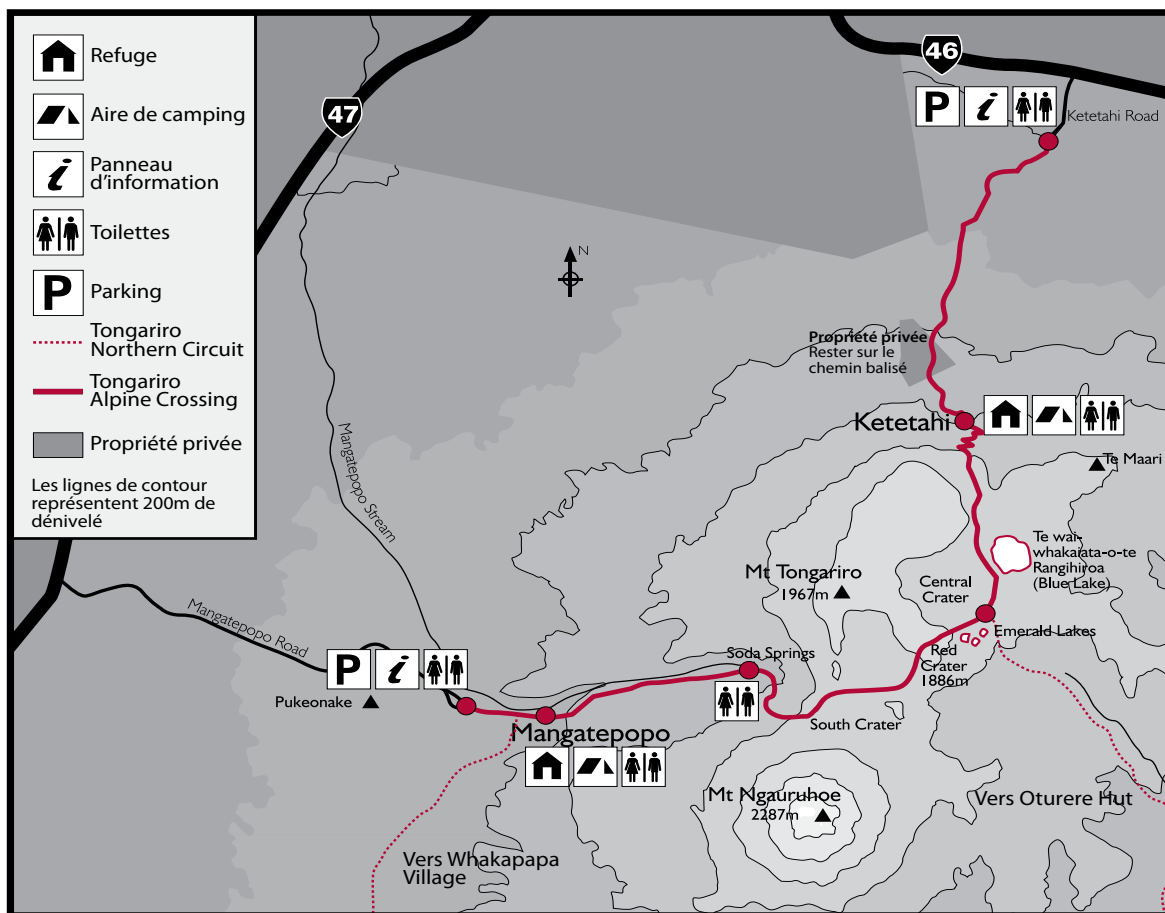 Refuge
Aire de camping
Panneau
d'information
Toilettes
P
Parking
Tongariro
Northern Circuit
Tongariro
Alpine Crossing
Propriété privée
Les lignes de contour
représentent 200m de
dénivelé
47
46
P
i
Ketetahi Road
N
Propriété privée
Rester sur le
chemin balisé
Ketetahi
Te Maari
Mangatepopo Stream
Te wai-
whakaiata-o-te
Rangihiroa
(Blue Lake)
Mt Tongariro
1967m
Central
Crater
Emerald Lakes
Red
Crater
1886m
Mangatepopo Road
P
i
Soda Springs
Pukeonake
South Crater
Mangatepopo
Mt Ngauruhoe
2287m
Vers Oturere Hut
Vers Whakapapa
Village